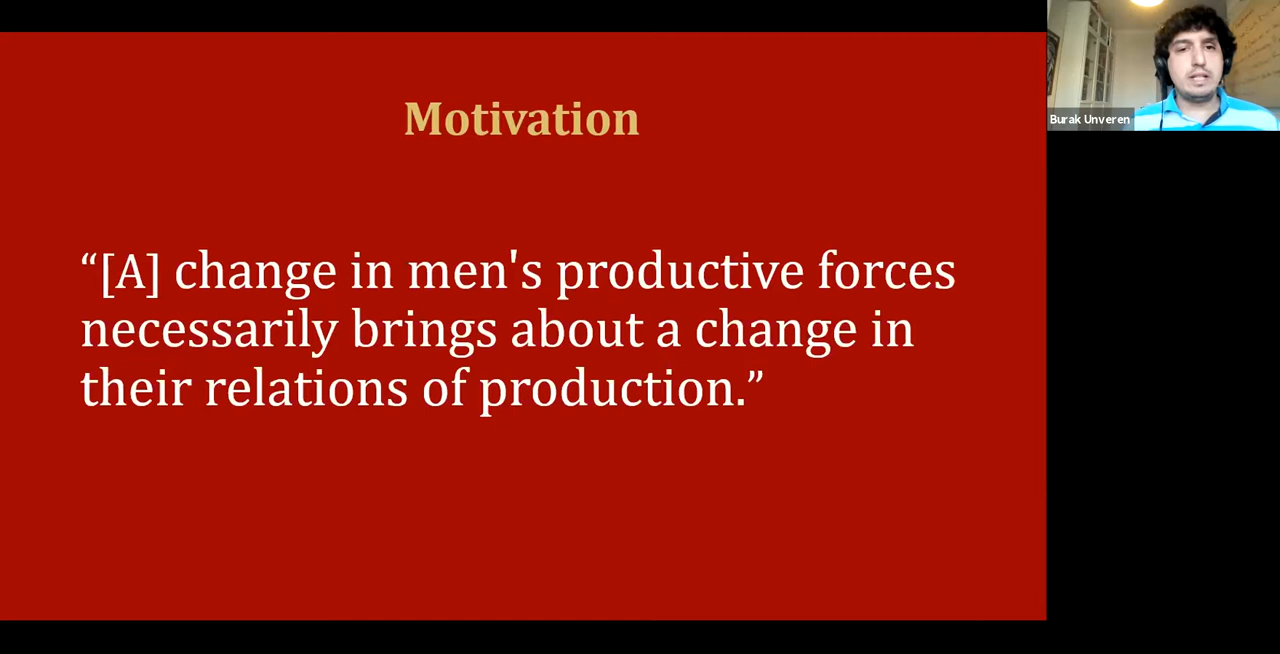 Motivation
“[A] change in men's productive forces
necessarily brings about a change in
their relations of production.”
Burak Unveren